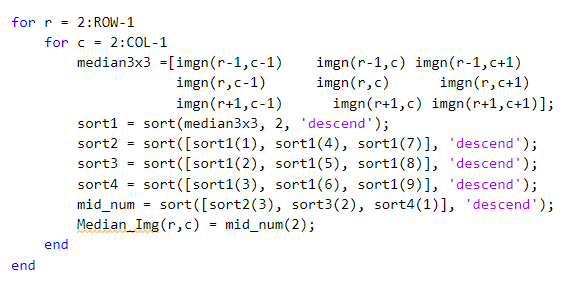 for r = 2:ROW-1
for c = 2:COL-1
median3x3 =[imgn(r-1,c-1) imgn(r-1,c) imgn(r-1,c+1)
imgn(r,c-1) imgn(r,c) imgn(r,c+1)
imgn(r+1,c-1) imgn(r+1,c) imgn(r+1,c+1)];
sort1 = sort(median3x3, 2, 'descend');
sort2 = sort([sort1(1), sort1(4), sort1(7)], 'descend');
sort3 = sort([sort1(2), sort1(5), sort1(8)], 'descend');
sort4 = sort([sort1(3), sort1(6), sort1(9)], 'descend');
mid_num = sort([sort2(3), sort3(2), sort4(1)], 'descend');
Median_Img(r,c) = mid_num(2);
end
end